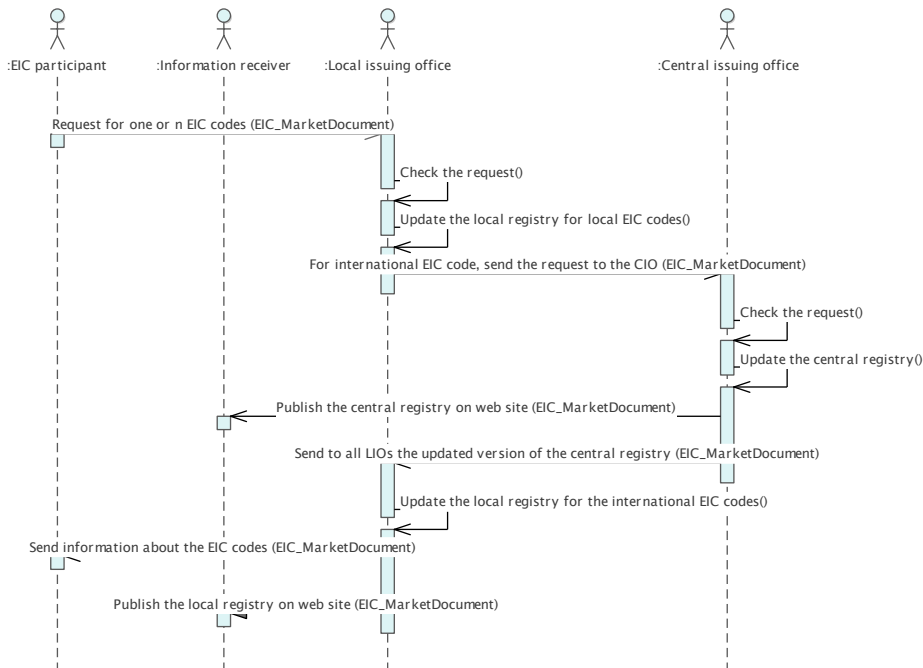 :EIC participant
:Information receiver
:Local issuing office
:Central issuing office
Request for one or n EIC codes (EIC_MarketDocument)
Check the request()
Update the local registry for local EIC codes()
For international EIC code, send the request to the CIO (EIC_MarketDocument)
Check the request()
Update the central registry()
Publish the central registry on web site (EIC_MarketDocument)
Send to all LIOs the updated version of the central registry (EIC_MarketDocument)
Update the local registry for the international EIC codes()
Send information about the EIC codes (EIC_MarketDocument)
Publish the local registry on web site (EIC_MarketDocument)